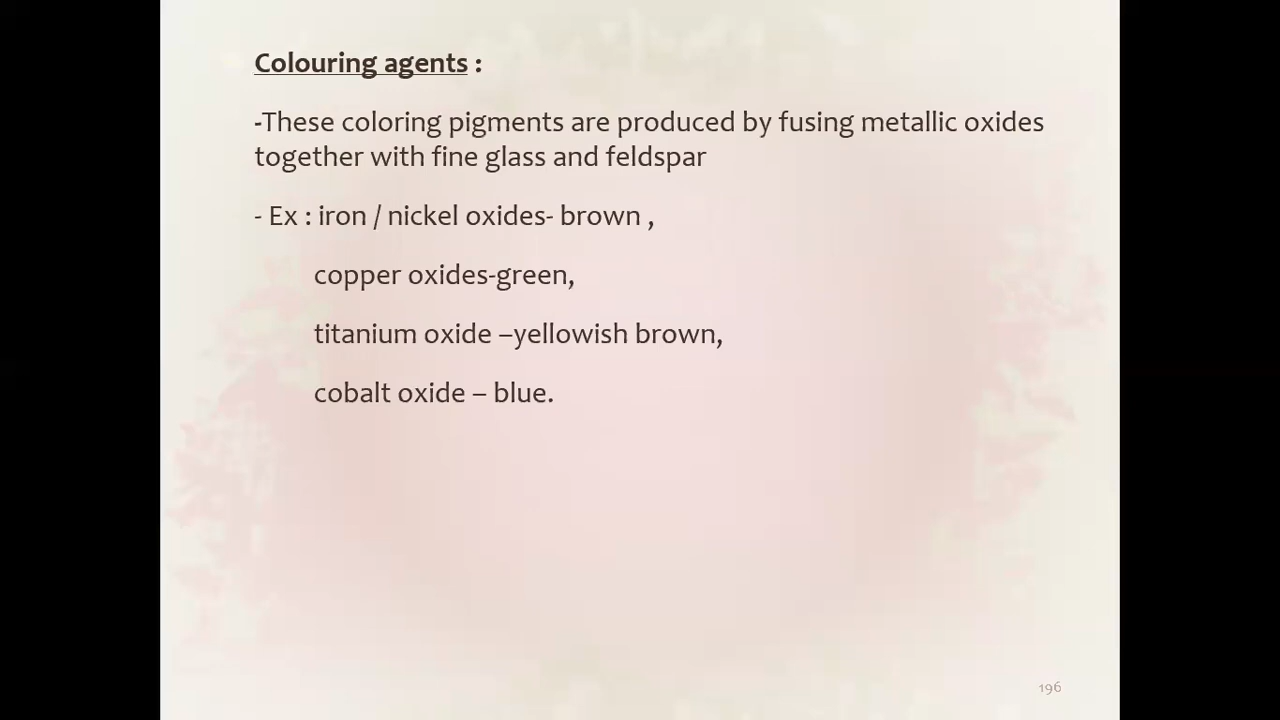 Colouring agents :
-These coloring pigments are produced by fusing metallic oxides
together with fine glass and feldspar
- Ex : iron / nickel oxides- brown ,
copper oxides-green,
titanium oxide –yellowish brown,
cobalt oxide – blue.
196